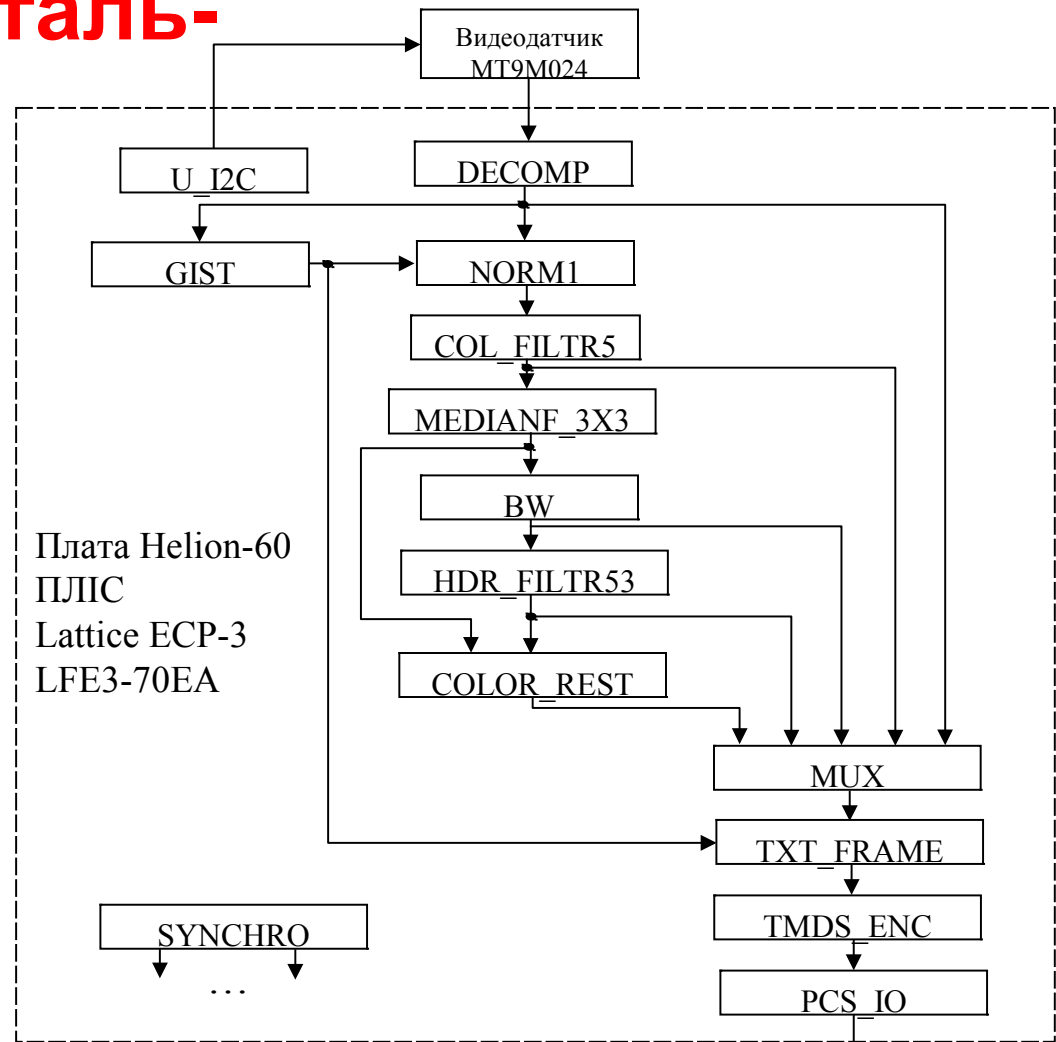 таль-
Видеодатчик
MT9M024
U_I2C
DECOMP
GIST
NORM1
COL_FILTR5
MEDIANF_3X3
BW
HDR_FILTR53
COLOR_REST
Плата Helion-60
ПЛІС
Lattice ECP-3
LFE3-70EA
MUX
TXT_FRAME
TMDS_ENC
PCS_IO
SYNCHRO
...